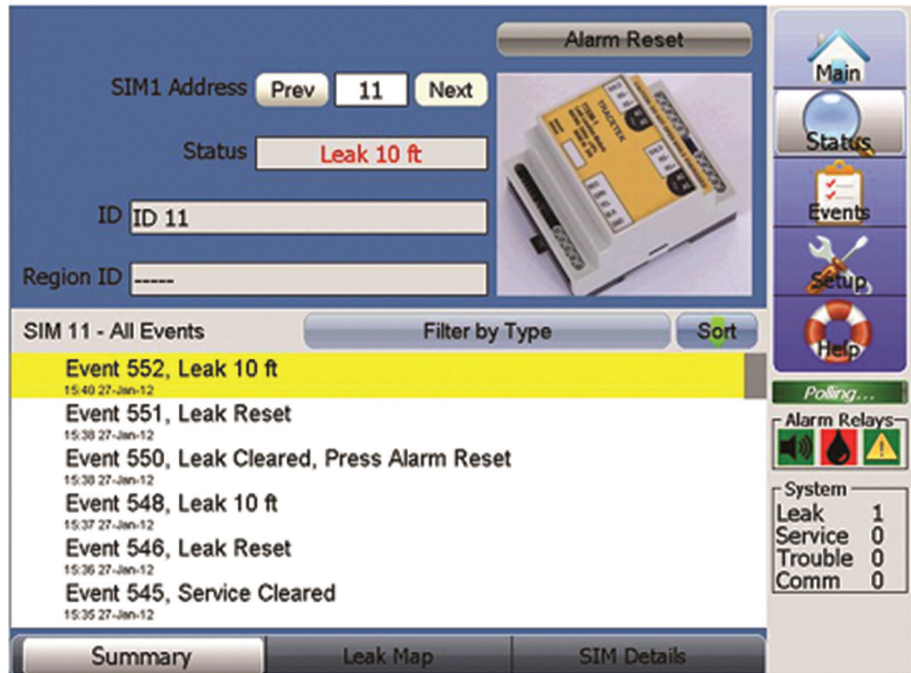 Alarm Reset
SIM1 Address Prev 11 Next
Status Leak 10 ft
ID ID 11
Region ID -----
TRACETEK
SIM 11 - All Events Filter by Type Sort
Event 552, Leak 10 ft
15:40 27-Jan-12
Event 551, Leak Reset
15:38 27-Jan-12
Event 550, Leak Cleared, Press Alarm Reset
15:38 27-Jan-12
Event 548, Leak 10 ft
15:37 27-Jan-12
Event 546, Leak Reset
15:36 27-Jan-12
Event 545, Service Cleared
15:35 27-Jan-12
Summary Leak Map SIM Details
Main
Status
Events
Setup
Help
Polling...
Alarm Relays
System
Leak 1
Service 0
Trouble 0
Comm 0